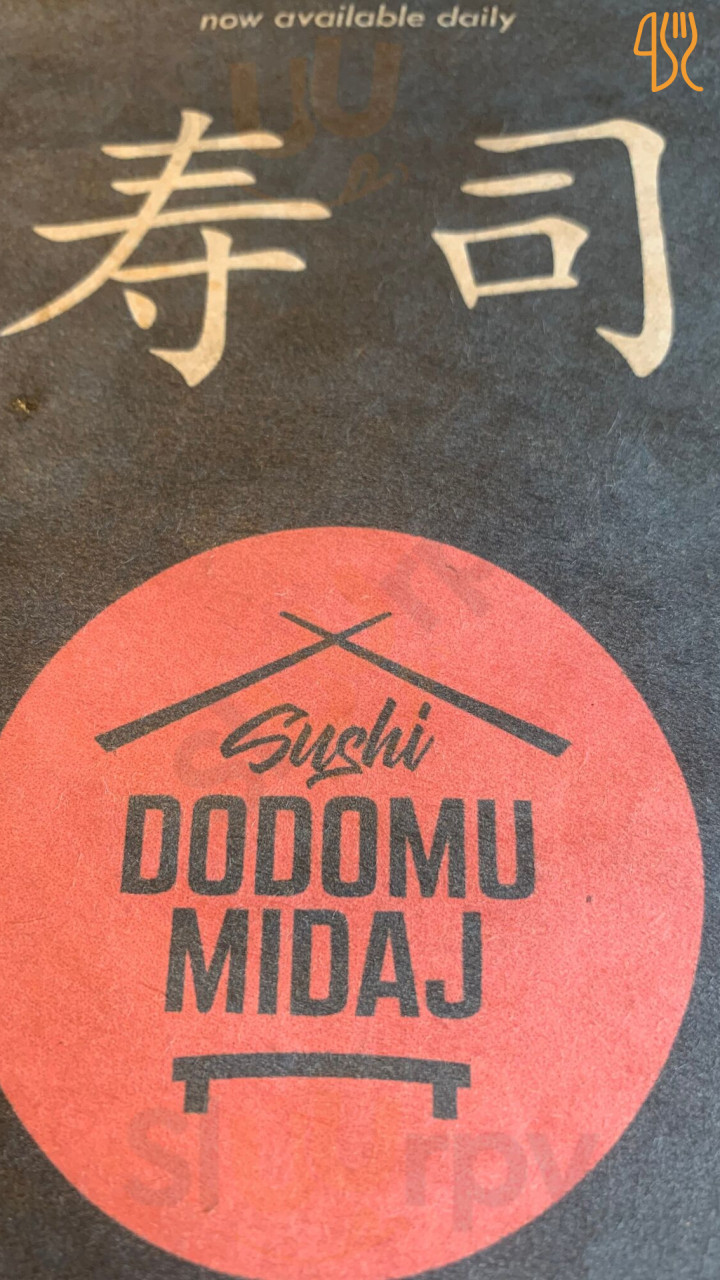 now available daily
寿司
Sushi
DODOMU
MIDAJ